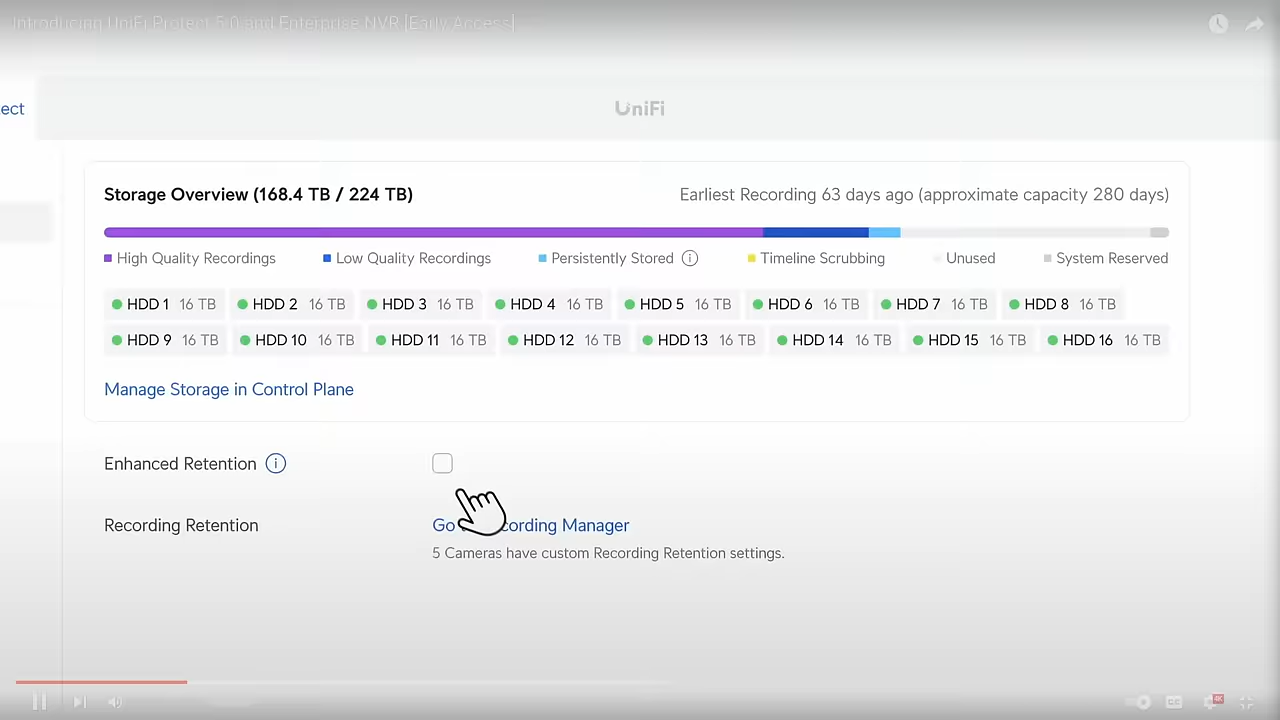 Introducing UniFi Protect 5.0 and Enterprise NVR [Early Access]
ect
UniFi
Storage Overview (168.4 TB / 224 TB)
Earliest Recording 63 days ago (approximate capacity 280 days)
High Quality Recordings
Low Quality Recordings
Persistently Stored
Timeline Scrubbing
Unused
System Reserved
HDD 1 16 TB
HDD 2 16 TB
HDD 3 16 TB
HDD 4 16 TB
HDD 5 16 TB
HDD 6 16 TB
HDD 7 16 TB
HDD 8 16 TB
HDD 9 16 TB
HDD 10 16 TB
HDD 11 16 TB
HDD 12 16 TB
HDD 13 16 TB
HDD 14 16 TB
HDD 15 16 TB
HDD 16 16 TB
Manage Storage in Control Plane
Enhanced Retention
Recording Retention
Go cording Manager
5 Cameras have custom Recording Retention settings.
CC
4K